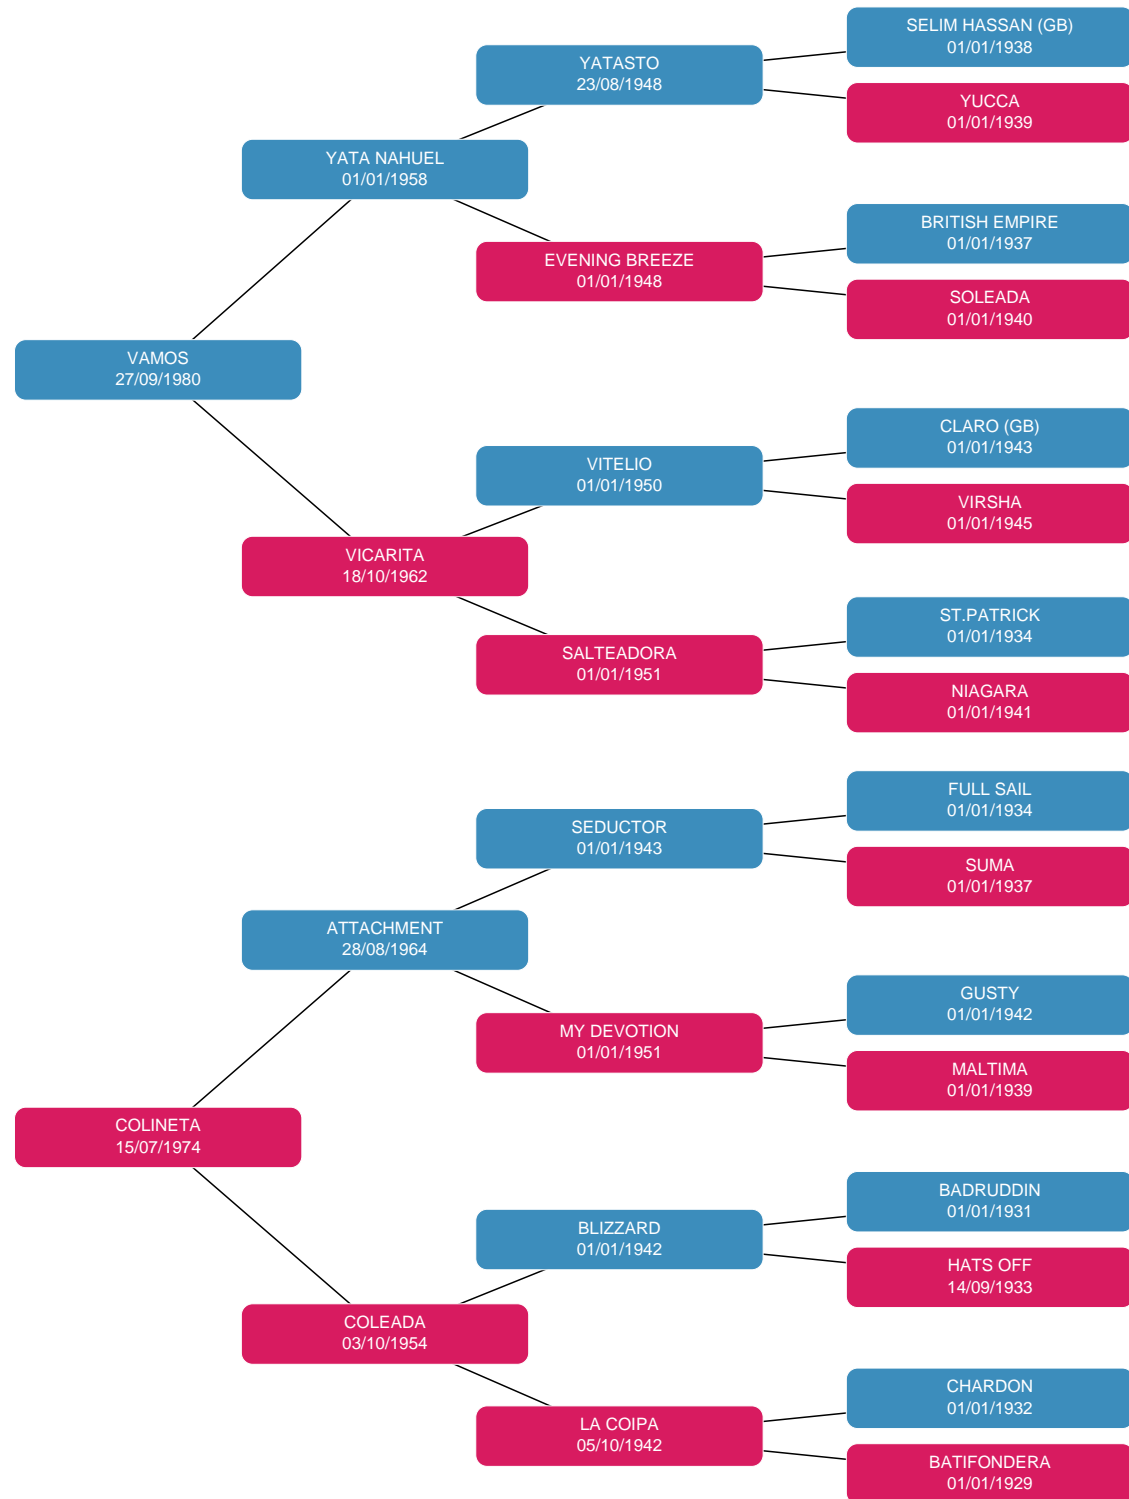 SELIM HASSAN (GB)
01/01/1938
YATASTO
23/08/1948
YUCCA
01/01/1939
YATA NAHUEL
01/01/1958
BRITISH EMPIRE
01/01/1937
EVENING BREEZE
01/01/1948
SOLEADA
01/01/1940
VAMOS
27/09/1980
CLARO (GB)
01/01/1943
VITELIO
01/01/1950
VIRSHA
01/01/1945
VICARITA
18/10/1962
ST.PATRICK
01/01/1934
SALTEADORA
01/01/1951
NIAGARA
01/01/1941
FULL SAIL
01/01/1934
SEDUCTOR
01/01/1943
SUMA
01/01/1937
ATTACHMENT
28/08/1964
GUSTY
01/01/1942
MY DEVOTION
01/01/1951
MALTIMA
01/01/1939
COLINETA
15/07/1974
BADRUDDIN
01/01/1931
BLIZZARD
01/01/1942
HATS OFF
14/09/1933
COLEADA
03/10/1954
CHARDON
01/01/1932
LA COIPA
05/10/1942
BATIFONDERA
01/01/1929